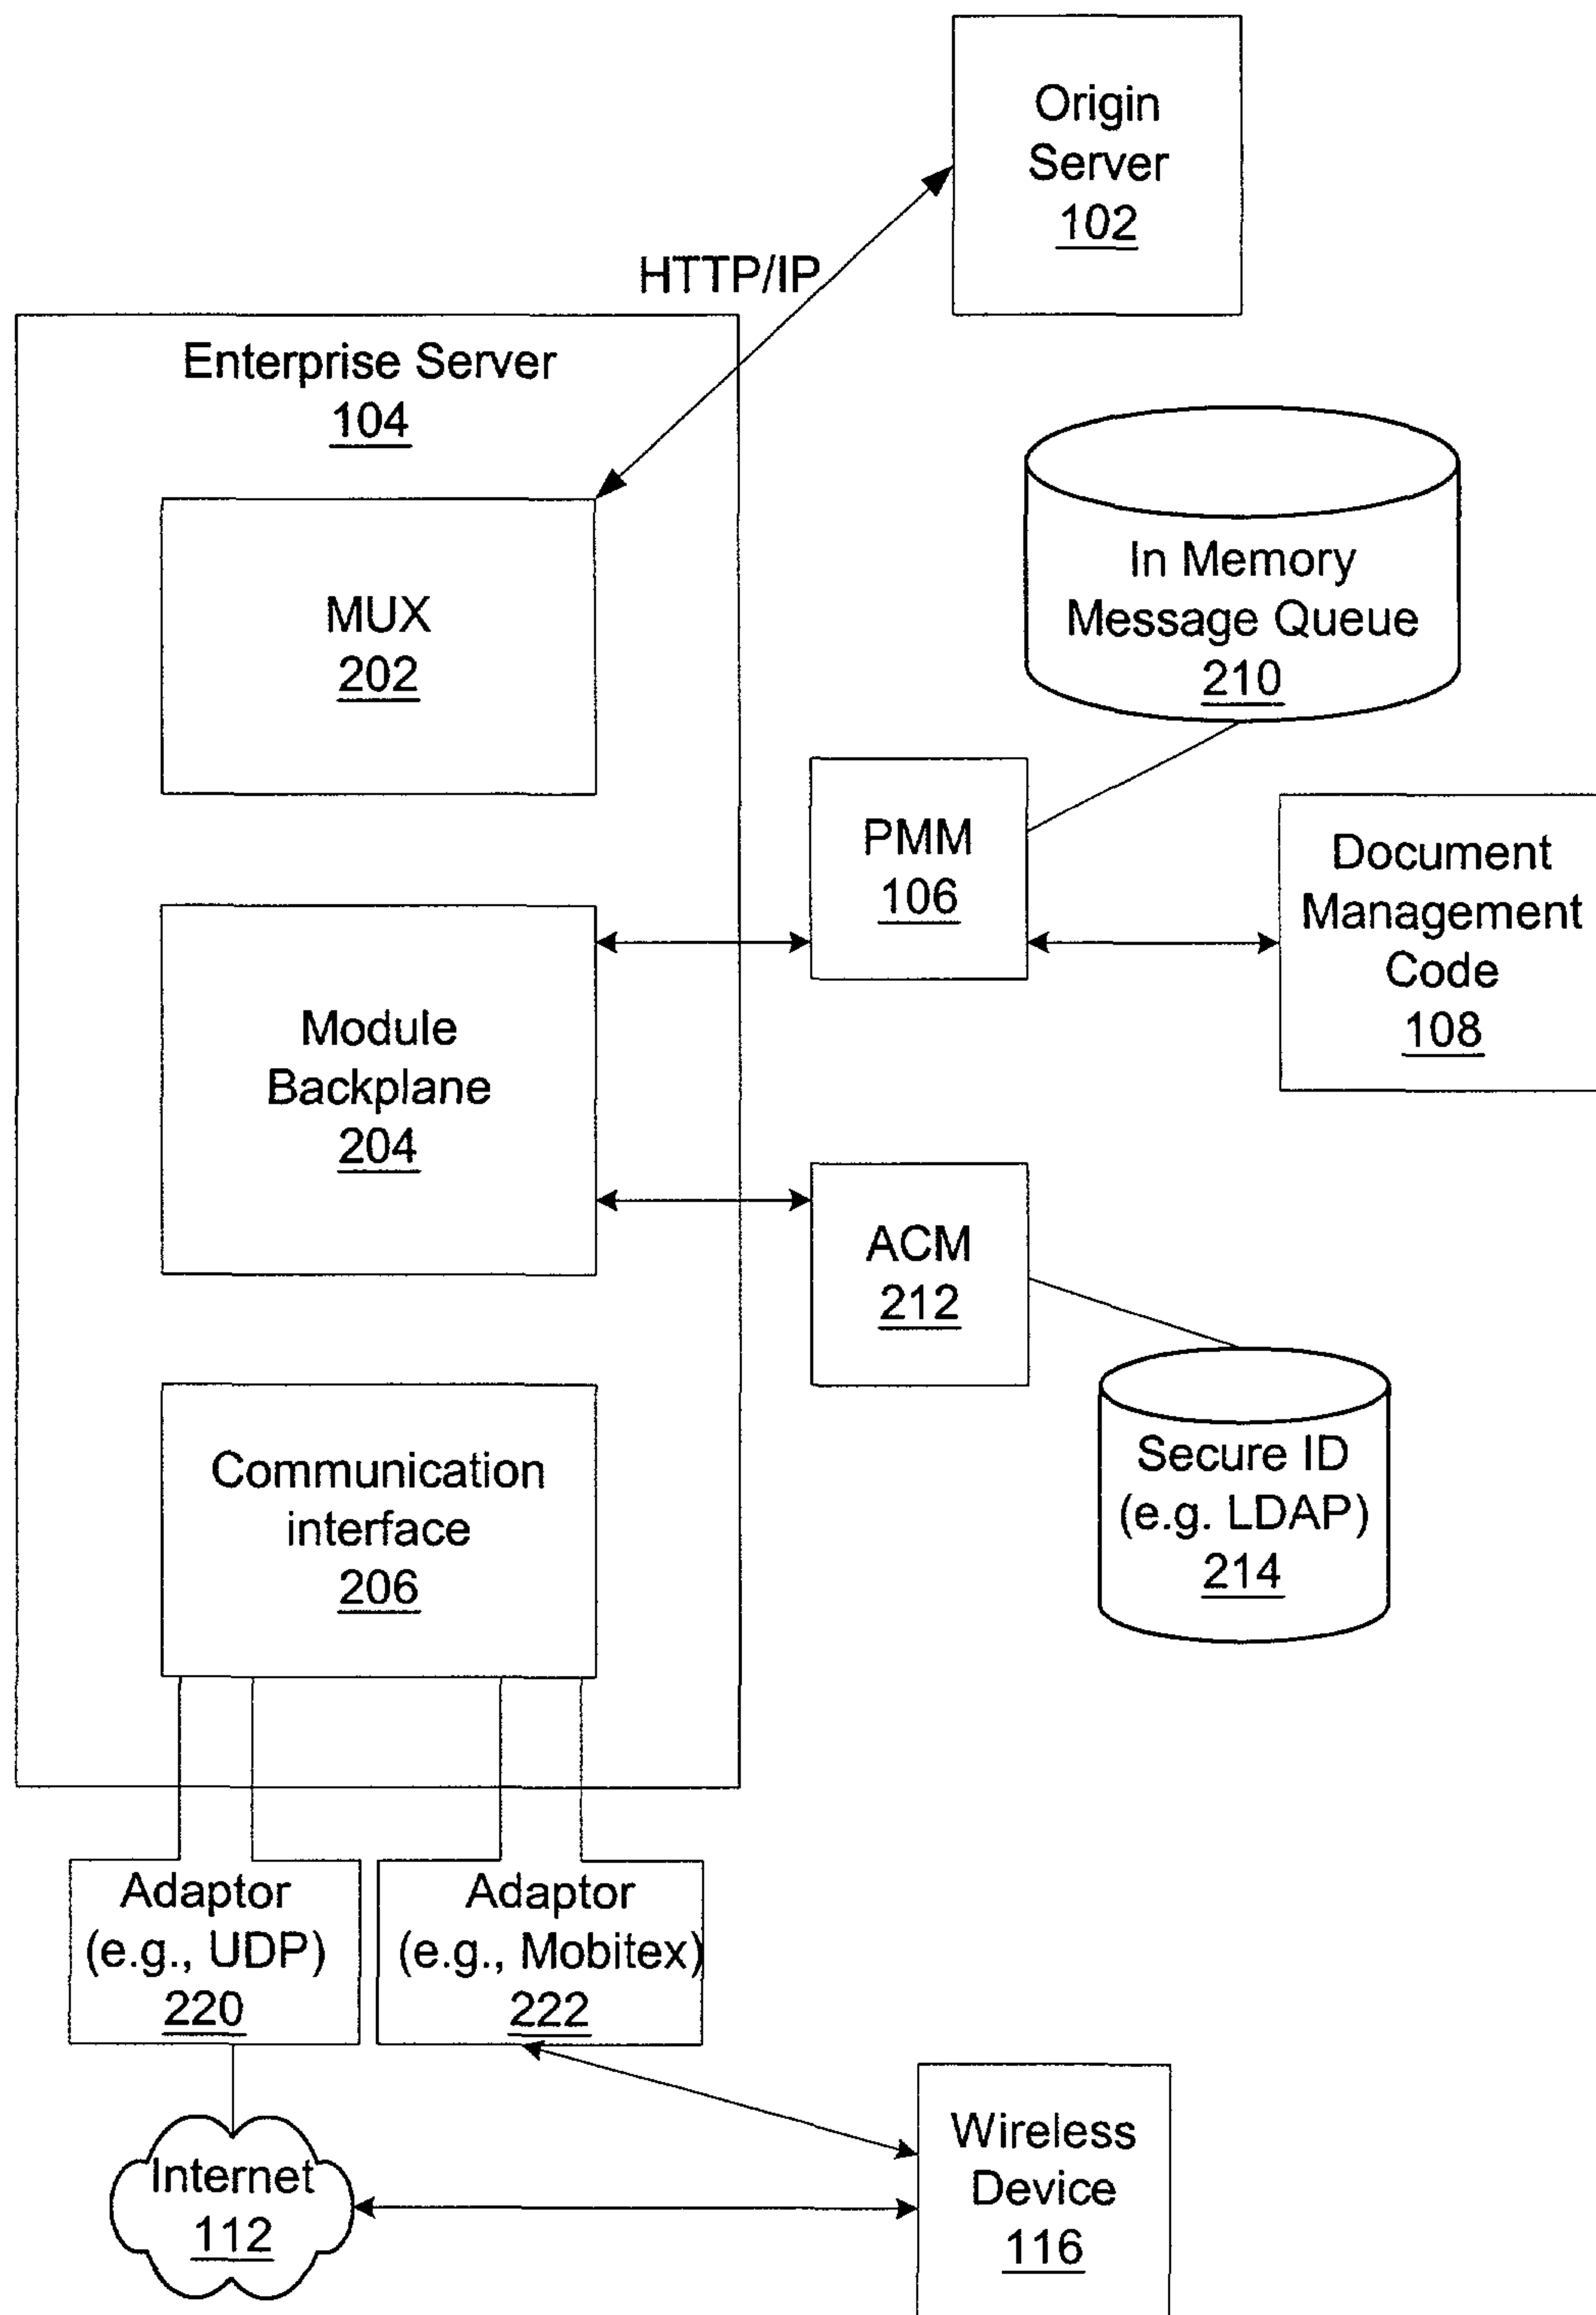 Origin
Server
102
HTTP/IP
Enterprise Server
104
MUX
202
In Memory
Message Queue
210
PMM
106
Document
Management
Code
108
Module
Backplane
204
ACM
212
Communication
interface
206
Secure ID
(e.g. LDAP)
214
Adaptor
(e.g., UDP)
220
Adaptor
(e.g., Mobitex)
222
Internet
112
Wireless
Device
116